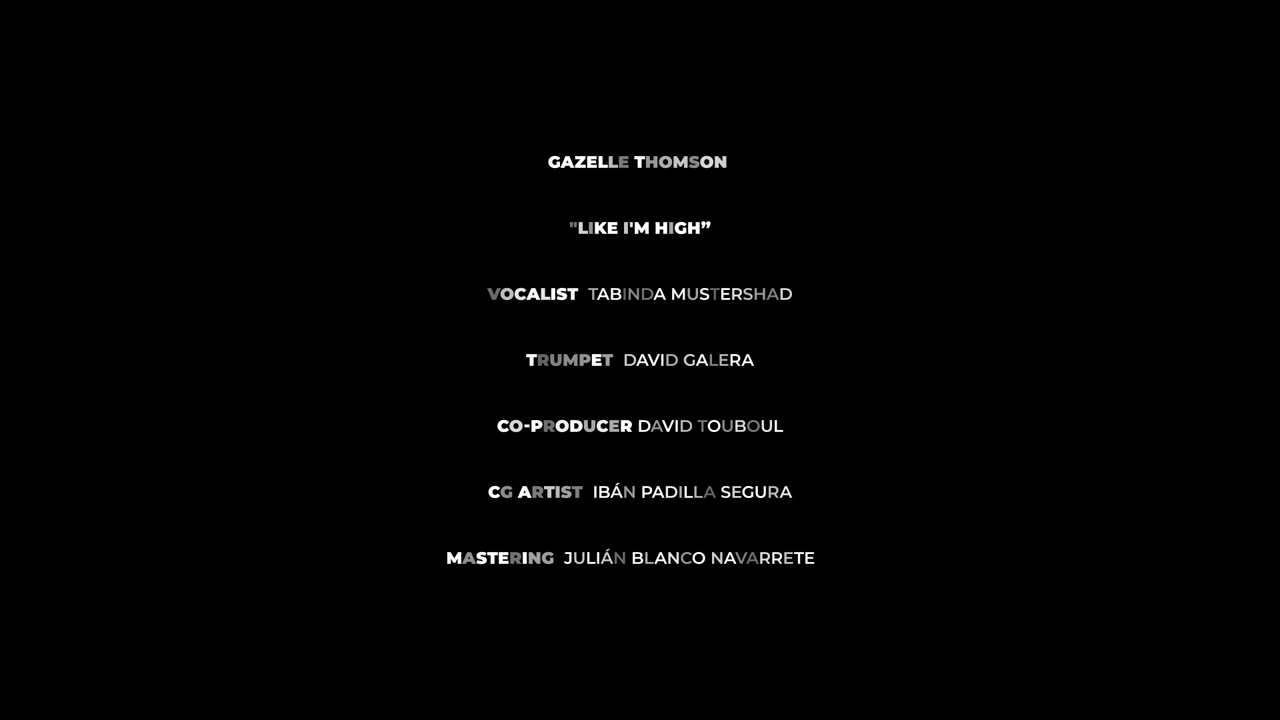 GAZELLE THOMSON
"LIKE I'M HIGH”
VOCALIST TABINDA MUSTERSHAD
TRUMPET DAVID GALERA
CO-PRODUCER DAVID TOUBOUL
CG ARTIST IBÁN PADILLA SEGURA
MASTERING JULIÁN BLANCO NAVARRETE